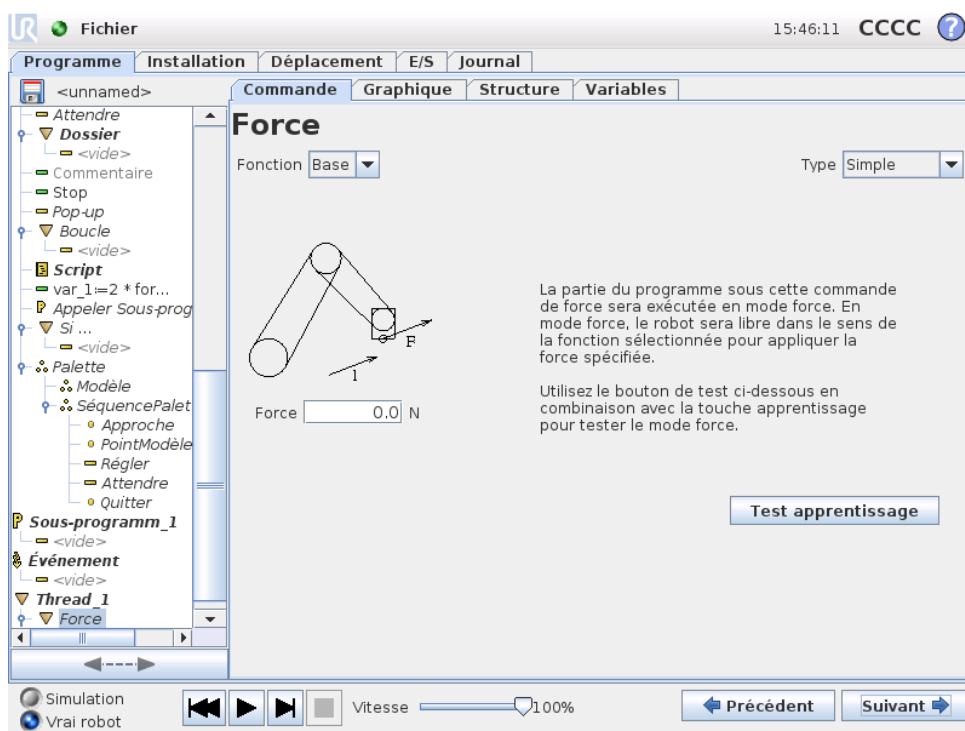 UR Fichier 15:46:11 CCCC ?
Programme Installation Déplacement E/S Journal
<unnamed>
Commande Graphique Structure Variables
Attendre
Dossier
<vide>
Commentaire
Stop
Pop-up
Boucle
<vide>
Script
var_1:=2 * for...
Appeler Sous-prog
Si ...
<vide>
Palette
Modèle
SéquencePalet
Approche
PointModèle
Régler
Attendre
Quitter
Sous-programm_1
<vide>
Événement
<vide>
Thread_1
Force
Force
Fonction Base Type Simple
F
1
Force 0.0 N
La partie du programme sous cette commande
de force sera exécutée en mode force. En
mode force, le robot sera libre dans le sens de
la fonction sélectionnée pour appliquer la
force spécifiée.
Utilisez le bouton de test ci-dessous en
combinaison avec la touche apprentissage
pour tester le mode force.
Test apprentissage
Simulation
Vrai robot
Vitesse 100%
Précédent Suivant